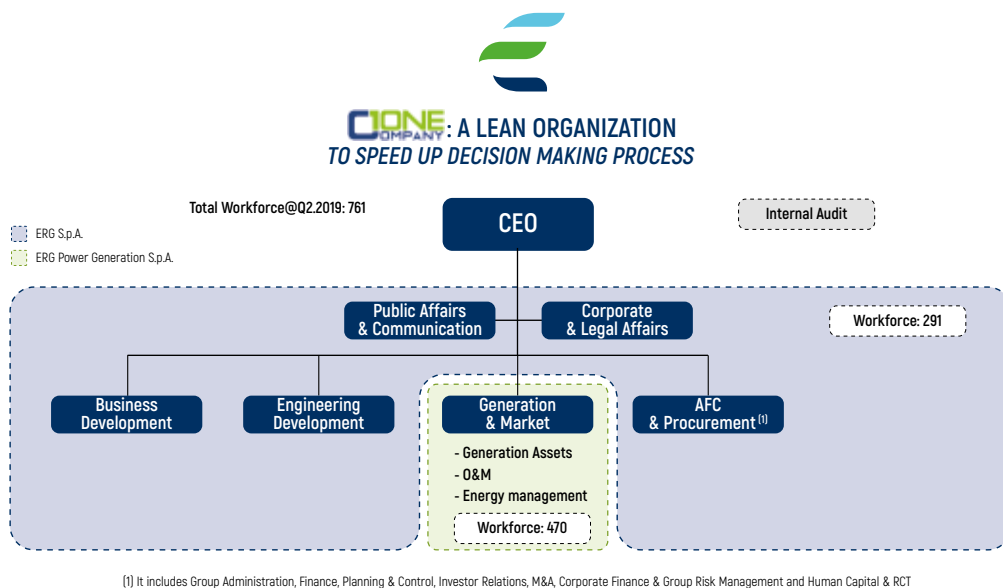 C1ONE COMPANY: A LEAN ORGANIZATION
TO SPEED UP DECISION MAKING PROCESS
Total Workforce@Q2.2019: 761
CEO
Internal Audit
ERG S.p.A.
ERG Power Generation S.p.A.
Public Affairs
& Communication
Corporate
& Legal Affairs
Workforce: 291
Business
Development
Engineering
Development
Generation
& Market
AFC
& Procurement (1)
- Generation Assets
- O&M
- Energy management
Workforce: 470
(1) It includes Group Administration, Finance, Planning & Control, Investor Relations, M&A, Corporate Finance & Group Risk Management and Human Capital & RCT